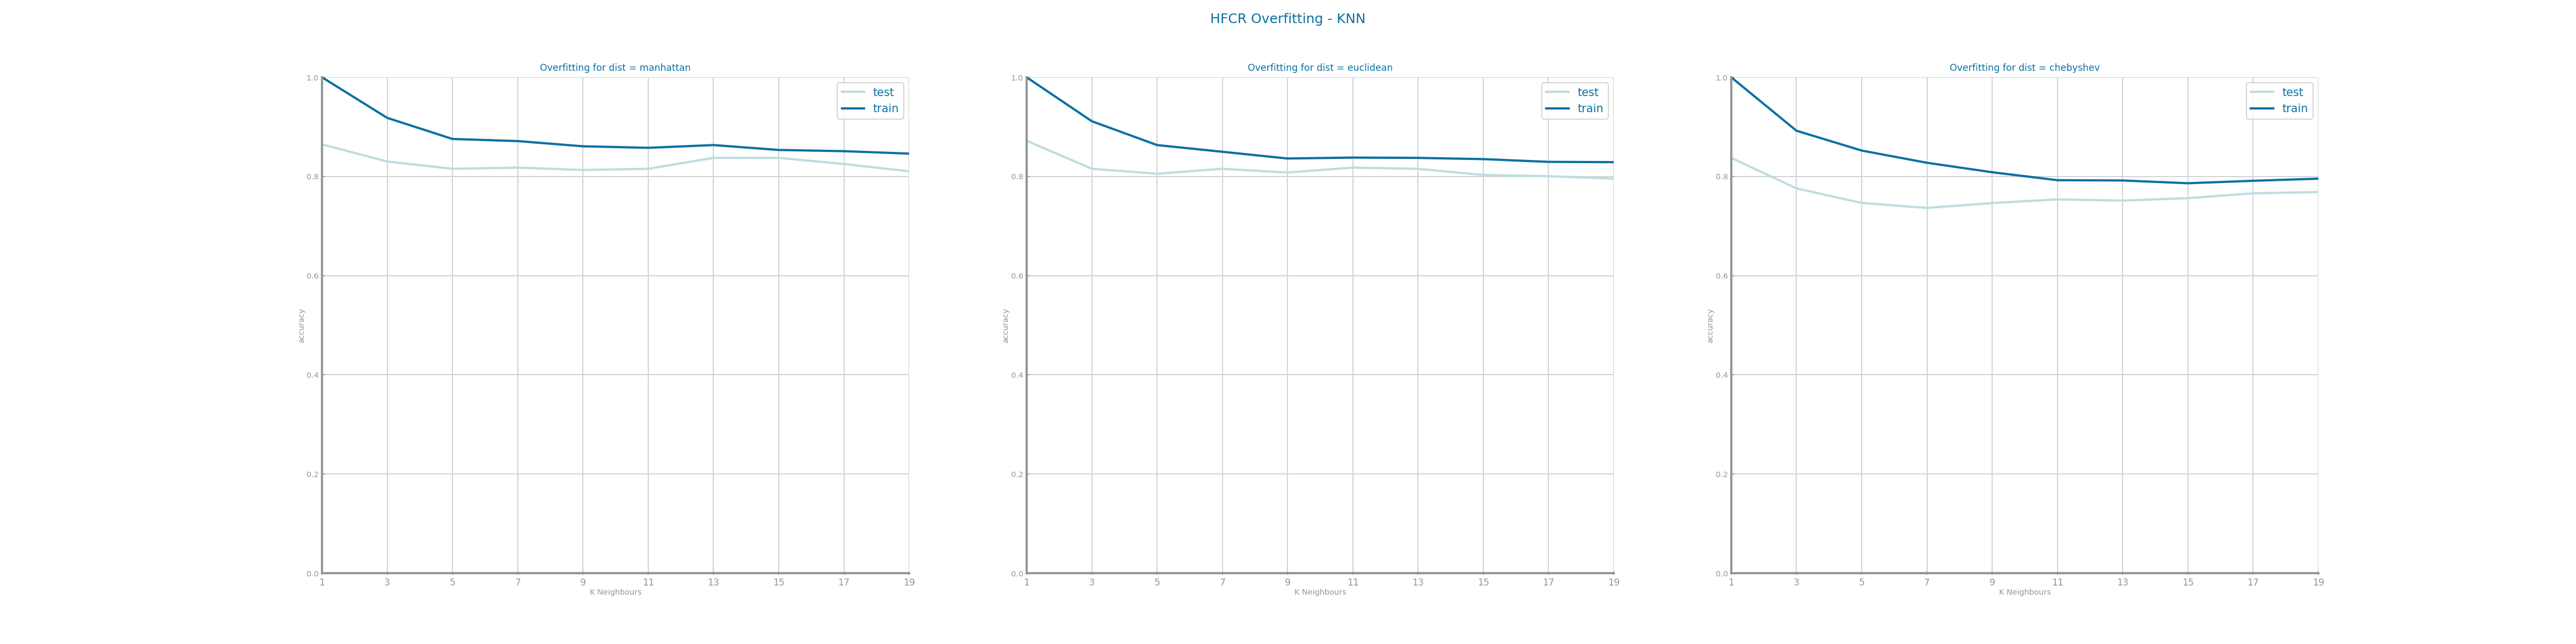 HFCR Overfitting - KNN
Overfitting for dist = manhattan
1.0
0.8
0.6
0.4
0.2
0.0
accuracy
test
train
1 3 5 7 9 11 13 15 17 19
K Neighbours
Overfitting for dist = euclidean
1.0
0.8
0.6
0.4
0.2
0.0
accuracy
test
train
1 3 5 7 9 11 13 15 17 19
K Neighbours
Overfitting for dist = chebyshev
1.0
0.8
0.6
0.4
0.2
0.0
accuracy
test
train
1 3 5 7 9 11 13 15 17 19
K Neighbours